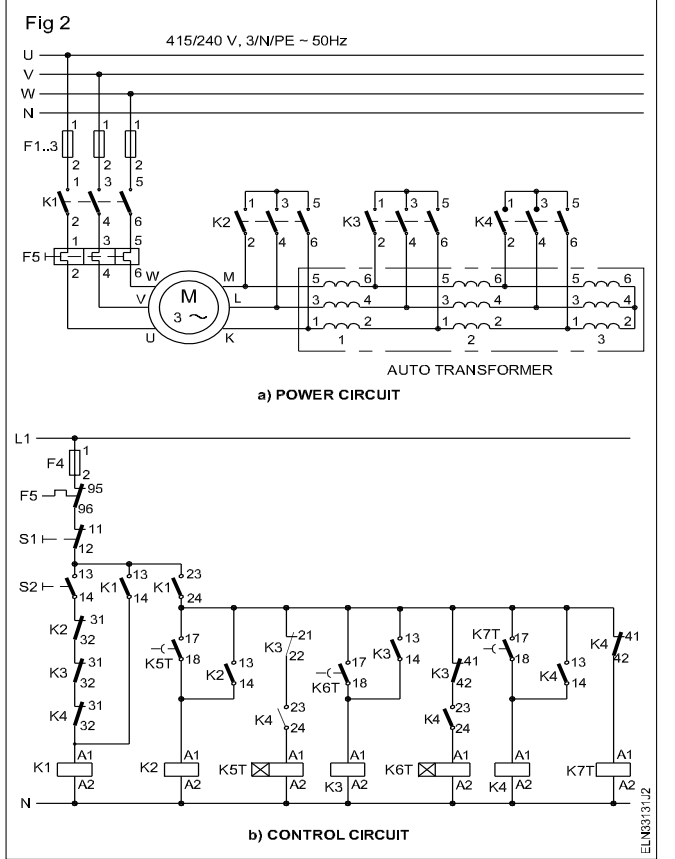 Fig 2
415/240 V, 3/N/PE ~ 50Hz
U
V
W
N
1 1 1
F1..3
2 2 2
1 3 5
K1
2 4 6
1 3 5
F5
2 4 6
1 3 5
K2
2 4 6
1 3 5
K3
2 4 6
1 3 5
K4
2 4 6
W M
V M L
3 ~
U K
5 6 5 6 5 6
3 4 3 4 3 4
1 2 1 2 1 2
1 2 3
AUTO TRANSFORMER
a) POWER CIRCUIT
L1
F4 1
2
F5 95
96
S1 11
12
S2 13 K1 13 K1 23
14 14 24
K2 31
32
K3 31
32
K4 31
32
K5T 17
18
K2 13
14
K3 21
22
K4 23
24
K6T 17
18
K3 13
14
K3 41
42
K4 23
24
K7T 17
18
K4 13
14
K4 41
42
K1 A1
A2
K2 A1
A2
K5T A1
A2
K3 A1
A2
K6T A1
A2
K4 A1
A2
K7T A1
A2
N
b) CONTROL CIRCUIT
ELN33131J2